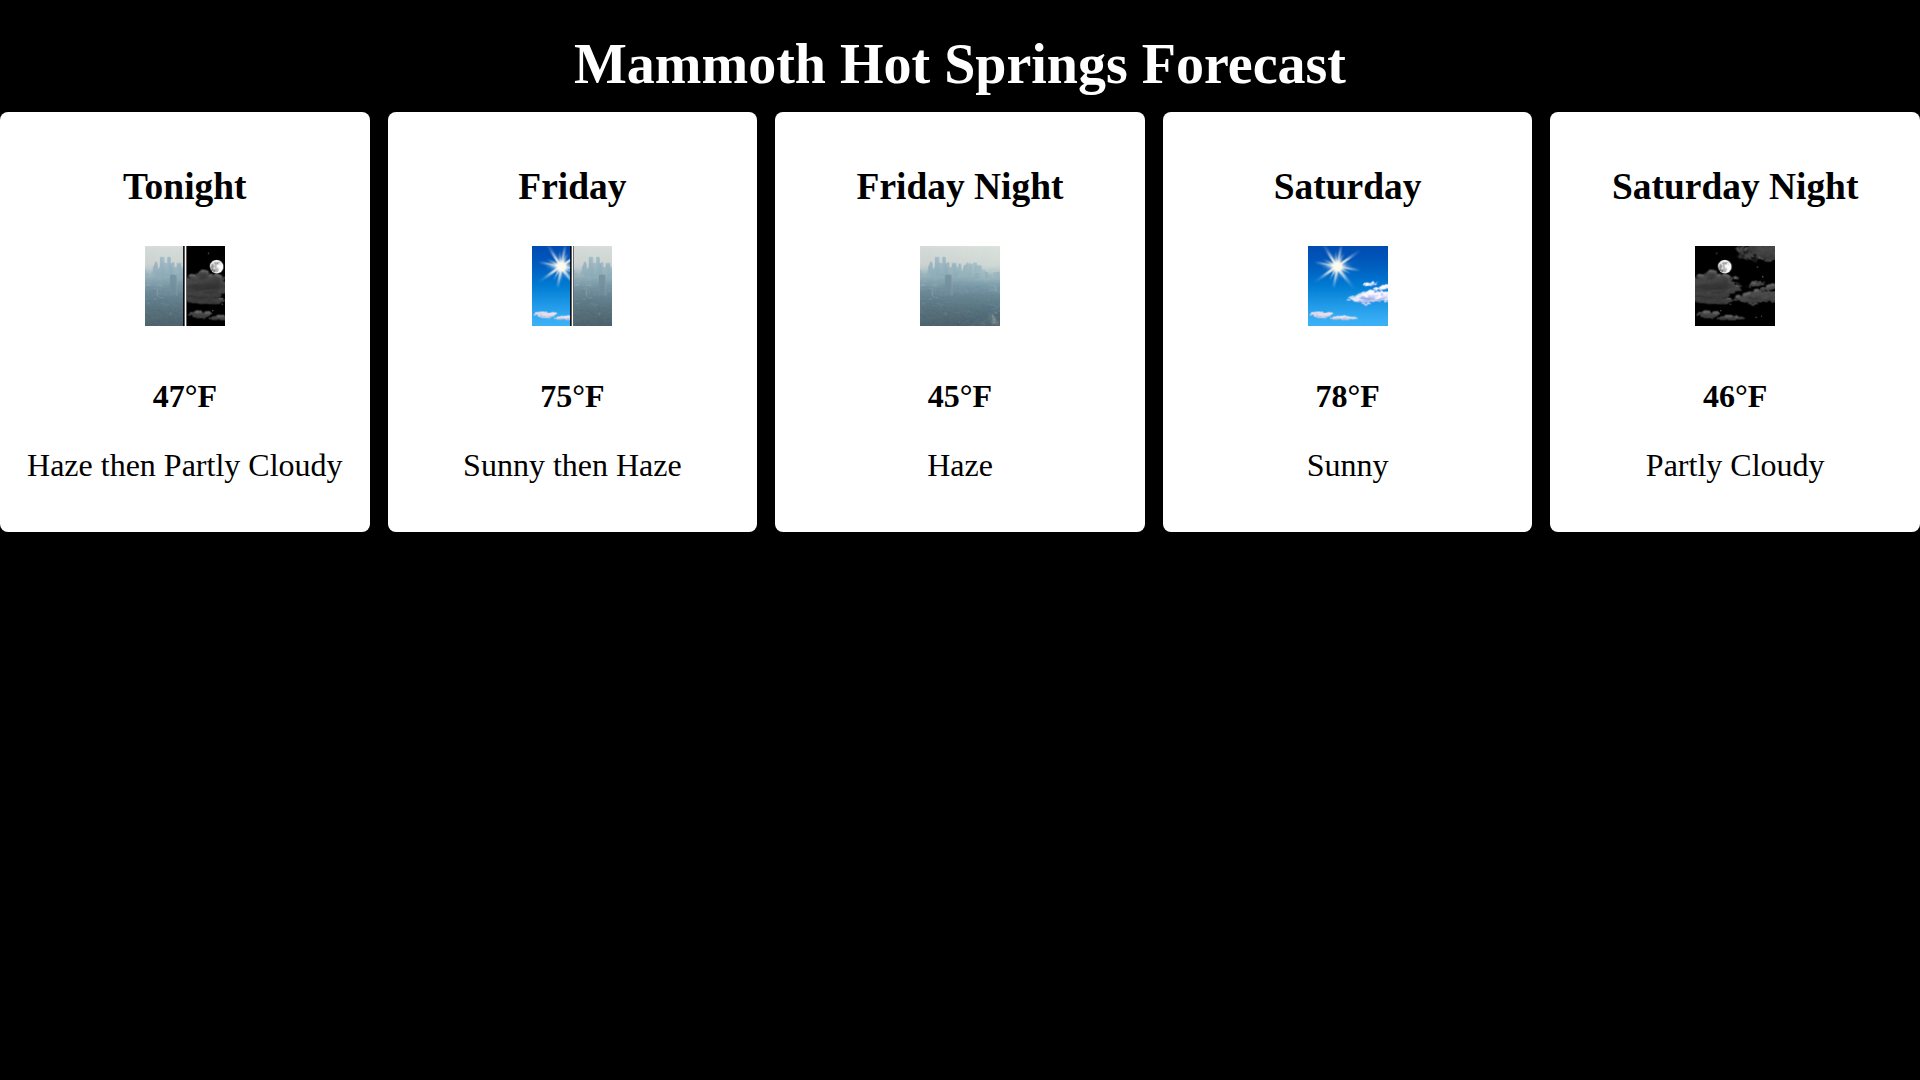 Mammoth Hot Springs Forecast
Tonight
47°F
Haze then Partly Cloudy
Friday
75°F
Sunny then Haze
Friday Night
45°F
Haze
Saturday
78°F
Sunny
Saturday Night
46°F
Partly Cloudy